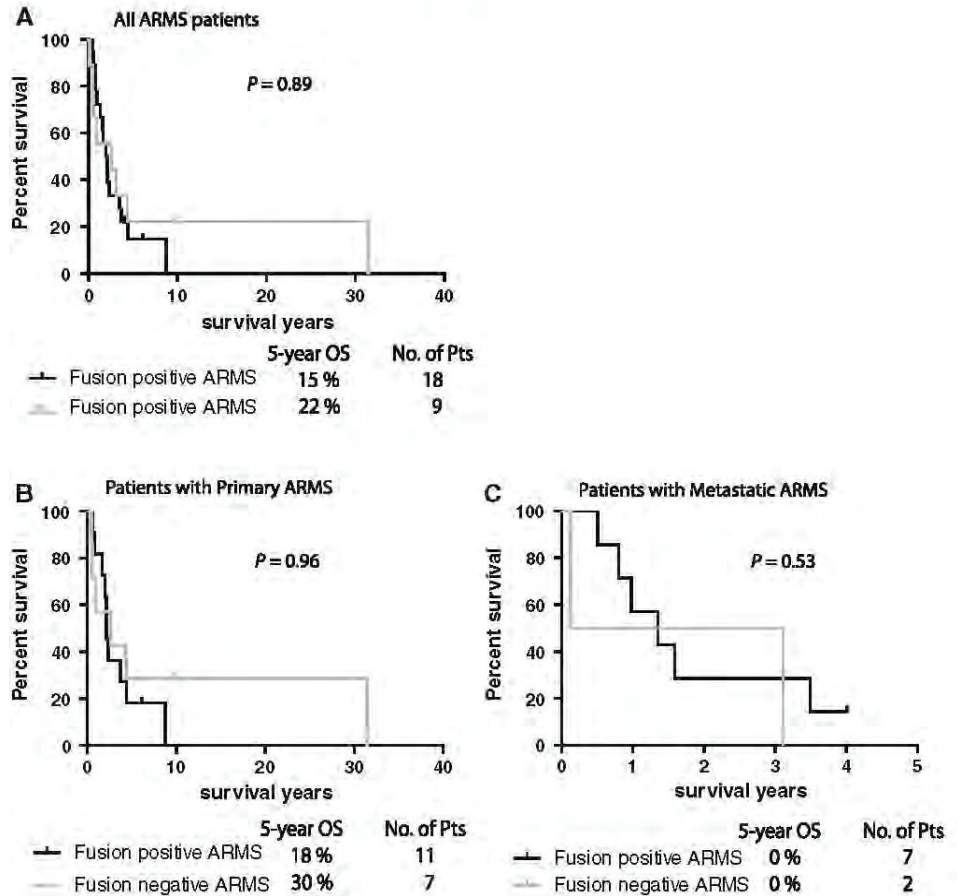 A All ARMS patients
100
80
60
40
20
0
Percent survival
P = 0.89
0 10 20 30 40
survival years
5-year OS No. of Pts
Fusion positive ARMS 15 % 18
Fusion positive ARMS 22 % 9
B Patients with Primary ARMS
100
80
60
40
20
0
Percent survival
P = 0.96
0 10 20 30 40
survival years
5-year OS No. of Pts
Fusion positive ARMS 18 % 11
Fusion negative ARMS 30 % 7
C Patients with Metastatic ARMS
100
80
60
40
20
0
Percent survival
P = 0.53
0 1 2 3 4 5
survival years
5-year OS No. of Pts
Fusion positive ARMS 0 % 7
Fusion negative ARMS 0 % 2